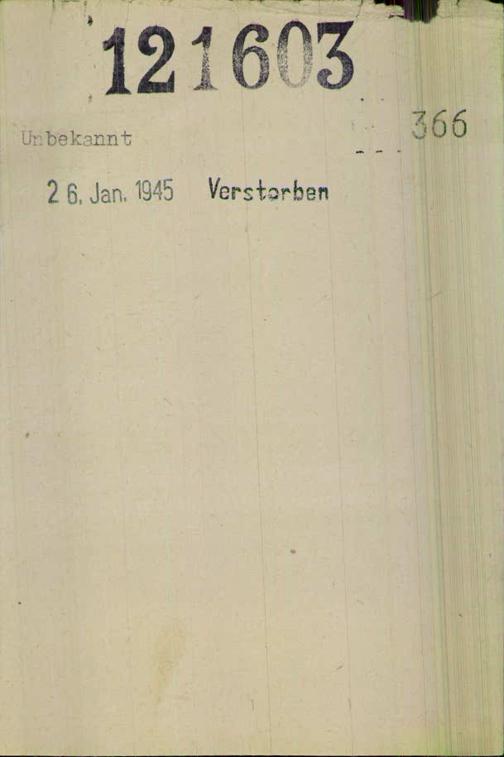 121603
366
Unbekannt
26. Jan. 1945 Verstorben